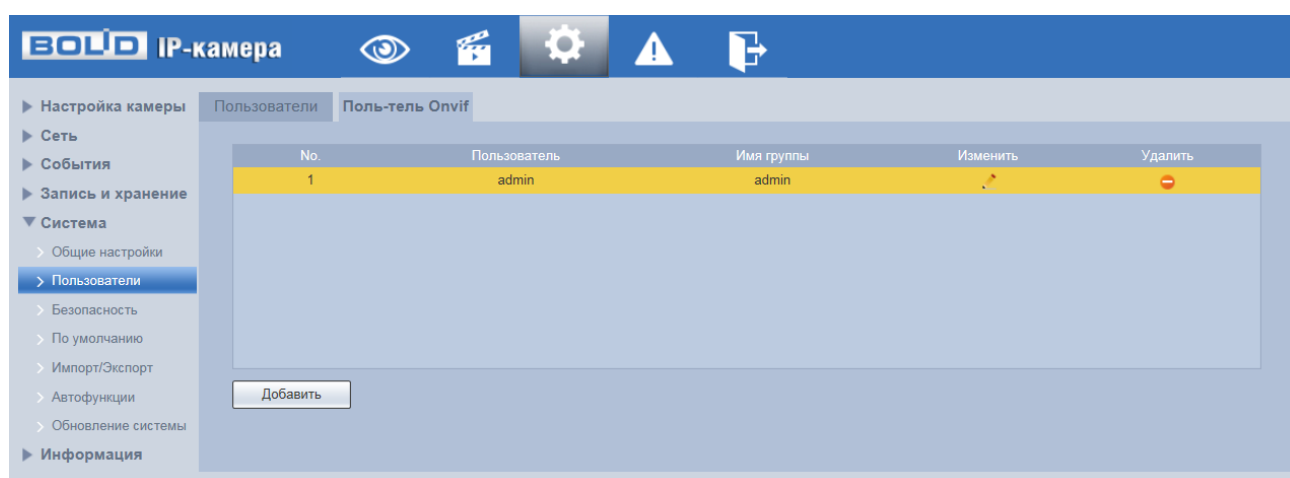 BOLID IP-камера
Настройка камеры
Сеть
События
Запись и хранение
Система
Общие настройки
Пользователи
Безопасность
По умолчанию
Импорт/Экспорт
Автофункции
Обновление системы
Информация
Пользователи Поль-тель Onvif
No. Пользователь Имя группы Изменить Удалить
1 admin admin
Добавить